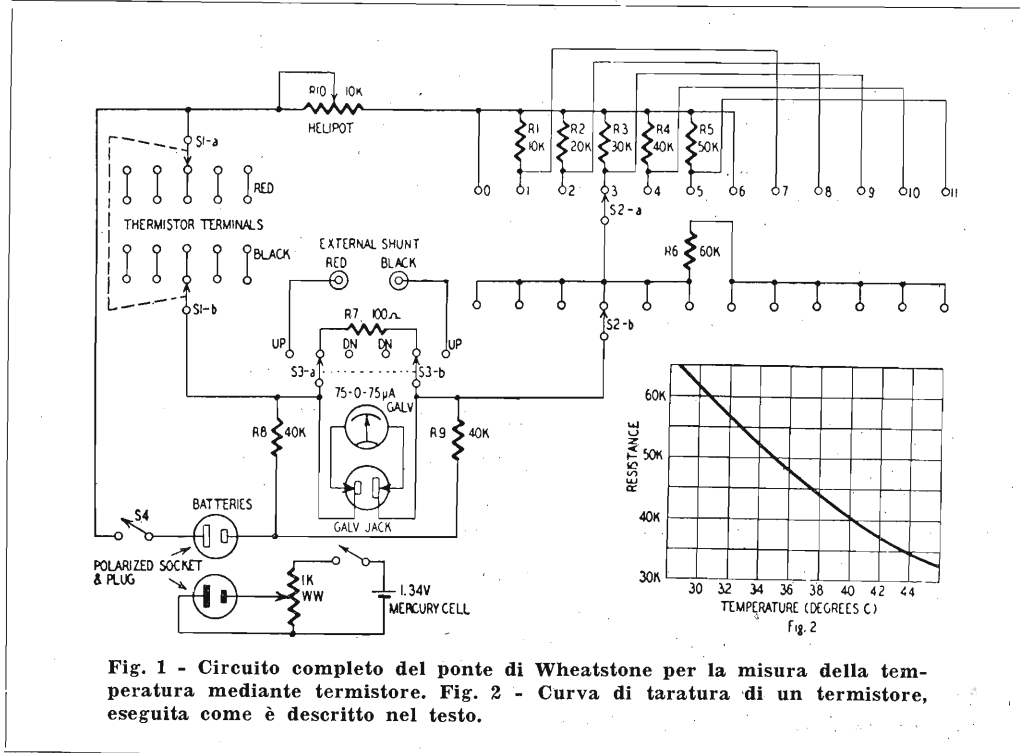 R10 10K
HELIPOT
S1-a
RED
THERMISTOR TERMINALS
BLACK
S1-b
R1 10K
R2 20K
R3 30K
R4 40K
R5 50K
0 1 2 3 4 5 6 7 8 9 10 11
S2-a
R6 60K
S2-b
EXTERNAL SHUNT
RED BLACK
R7 100Ω
UP DN DN UP
S3-a S3-b
75-0-75µA
GALV
R8 40K
R9 40K
GALV JACK
BATTERIES
S4
POLARIZED SOCKET
& PLUG
1K
WW
1.34V
MERCURY CELL
RESISTANCE
60K
50K
40K
30K
30 32 34 36 38 40 42 44
TEMPERATURE (DEGREES C)
Fig. 2
Fig. 1 - Circuito completo del ponte di Wheatstone per la misura della tem-
peratura mediante termistore. Fig. 2 - Curva di taratura di un termistore,
eseguita come è descritto nel testo.